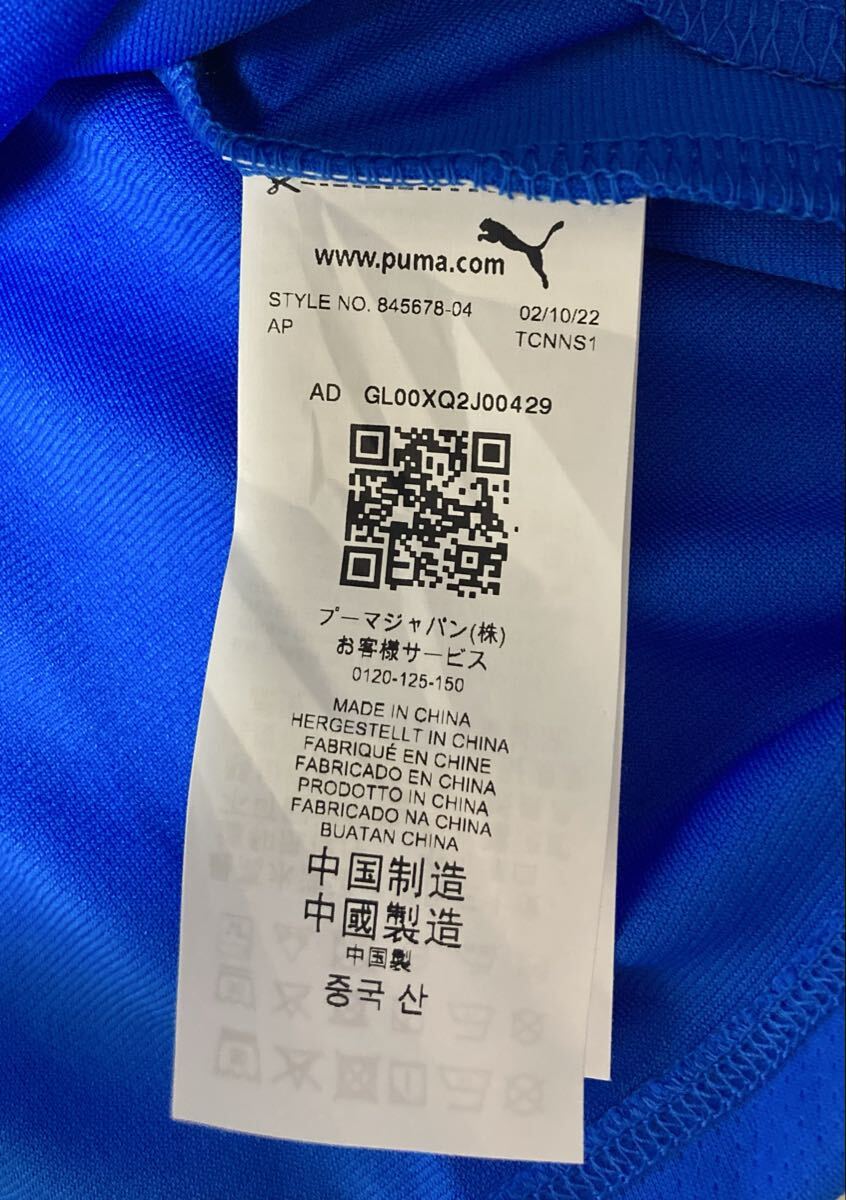 www.puma.com
STYLE NO. 845678-04 02/10/22
AP TCNNS1
AD GL00XQ2J00429
プーマジャパン(株)
お客様サービス
0120-125-150
MADE IN CHINA
HERGESTELLT IN CHINA
FABRIQUÉ EN CHINE
FABRICADO EN CHINA
PRODOTTO IN CHINA
FABRICADO NA CHINA
BUATAN CHINA
中国制造
中國製造
中国製
중국 산